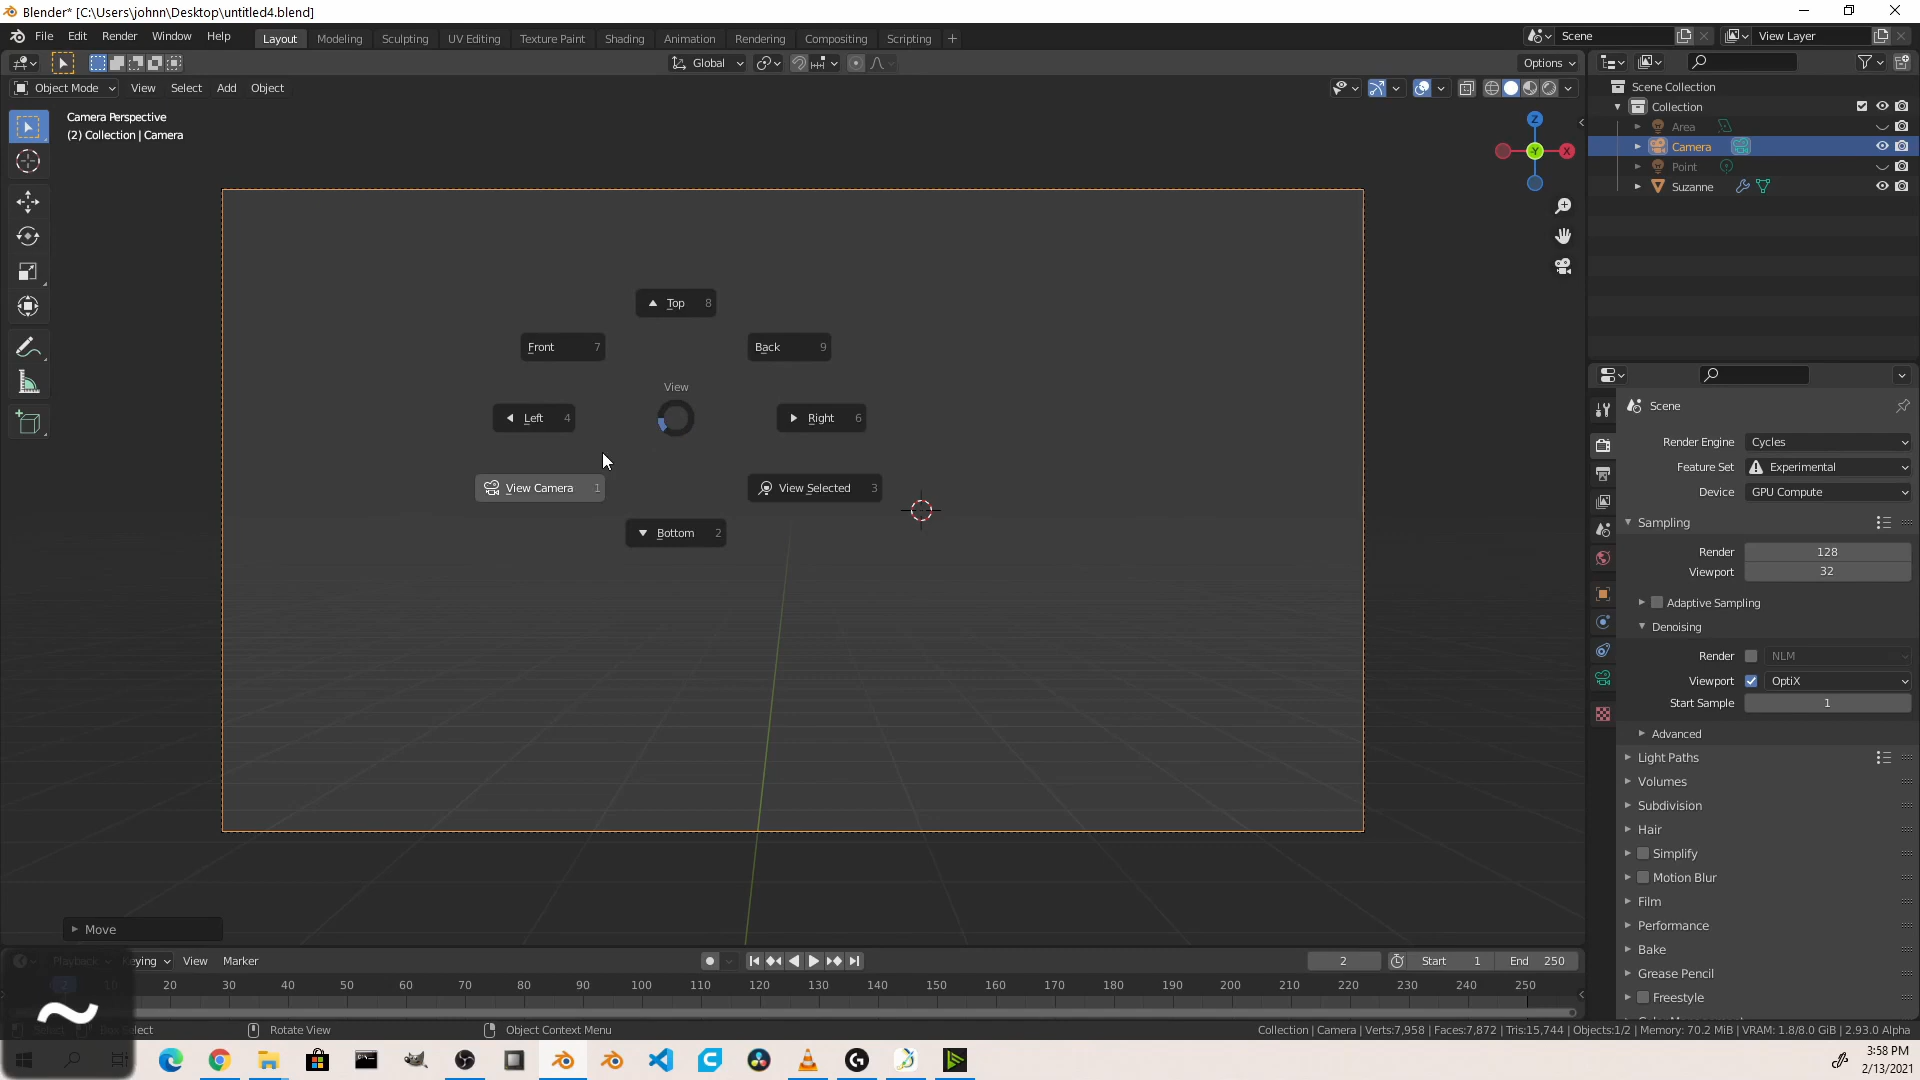 Blender* [C:\Users\johnn\Desktop\untitled4.blend]
File Edit Render Window Help
Layout Modeling Sculpting UV Editing Texture Paint Shading Animation Rendering Compositing Scripting +
Scene
View Layer
Global
Options
Object Mode View Select Add Object
Camera Perspective
(2) Collection | Camera
Z
X
-Y
Scene Collection
Collection
Area
Camera
Point
Suzanne
Top 8
Front 7
Back 9
View
Left 4
Right 6
View Camera 1
View Selected 3
Bottom 2
Scene
Render Engine Cycles
Feature Set Experimental
Device GPU Compute
Sampling
Render 128
Viewport 32
Adaptive Sampling
Denoising
Render NLM
Viewport OptiX
Start Sample 1
Advanced
Light Paths
Volumes
Subdivision
Hair
Simplify
Motion Blur
Film
Performance
Bake
Grease Pencil
Freestyle
Move
Playback Keying View Marker
2 Start 1 End 250
2 10 20 30 40 50 60 70 80 90 100 110 120 130 140 150 160 170 180 190 200 210 220 230 240 250
~
Select Box Select Rotate View Object Context Menu
Collection | Camera | Verts:7,958 | Faces:7,872 | Tris:15,744 | Objects:1/2 | Memory: 70.2 MiB | VRAM: 1.8/8.0 GiB | 2.93.0 Alpha
3:58 PM
2/13/2021